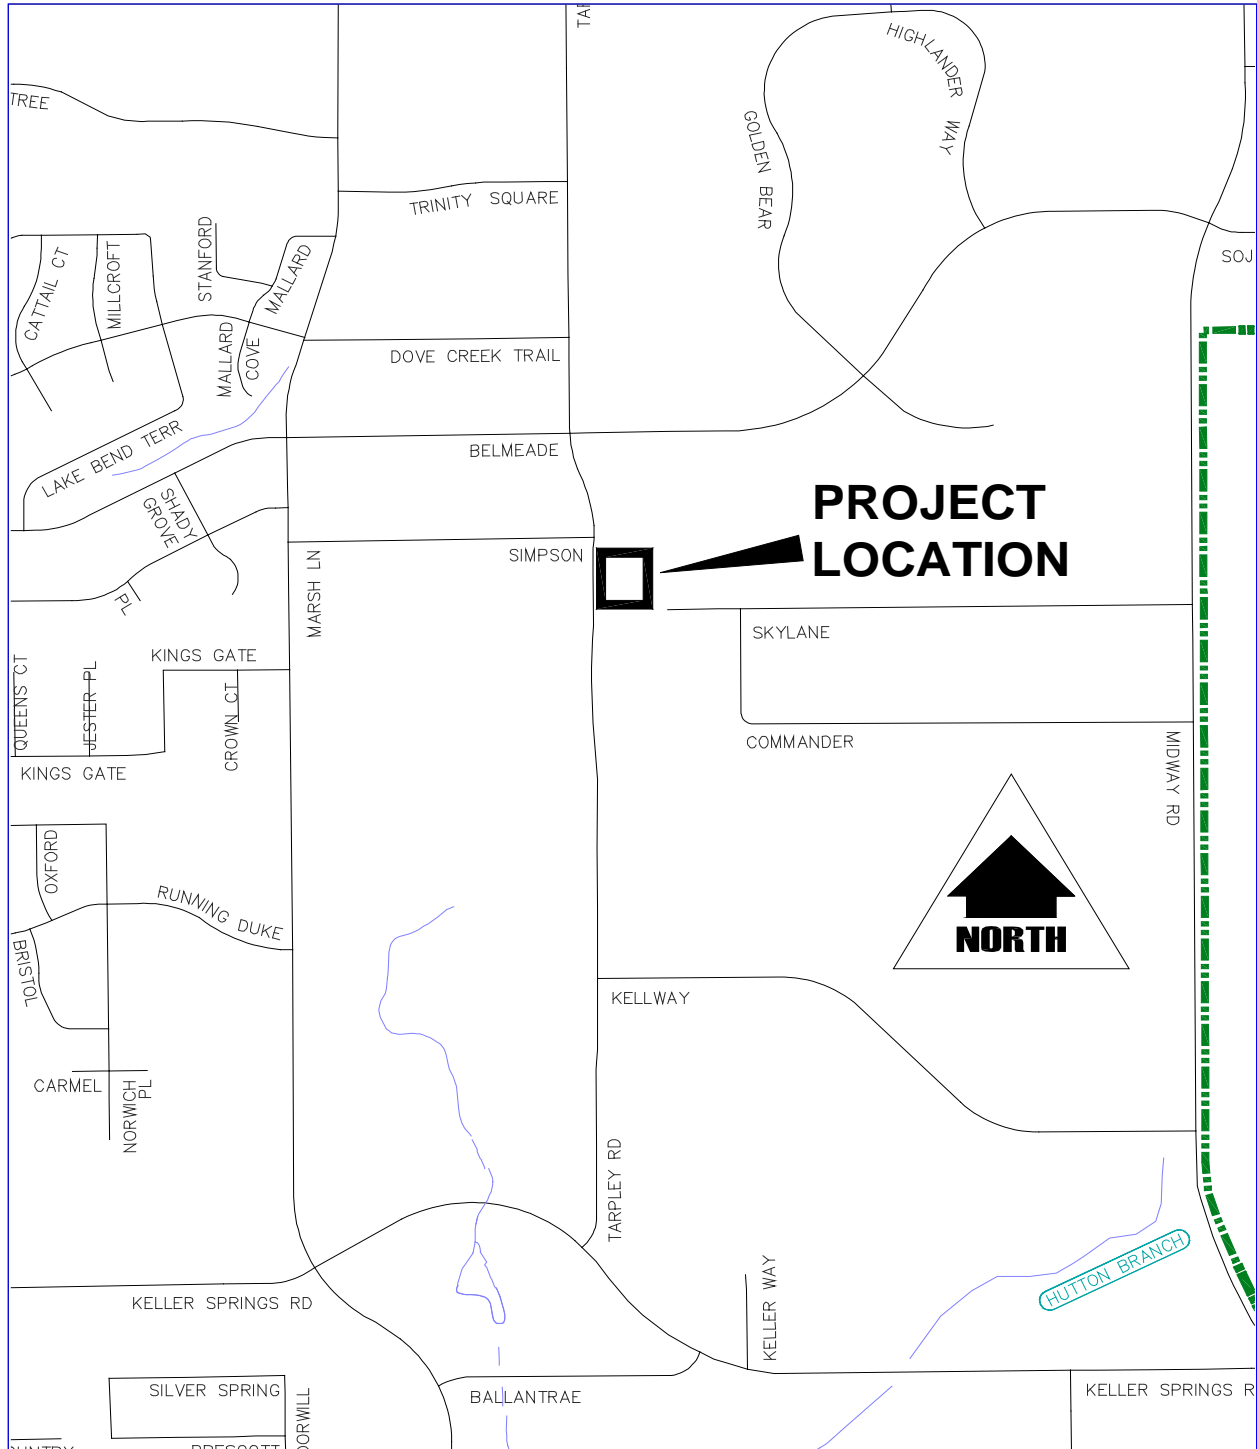 TREE
HIGHLANDER WAY
GOLDEN BEAR
TRINITY SQUARE
STANFORD
MALLARD
CATTAIL CT
MILLCROFT
SOJ
MALLARD
COVE
DOVE CREEK TRAIL
LAKE BEND TERR
BELMEADE
SHADY
GROVE
PL
PROJECT
LOCATION
SIMPSON
MARSH LN
SKYLANE
KINGS GATE
QUEENS CT
JESTER PL
CROWN CT
COMMANDER
MIDWAY RD
KINGS GATE
OXFORD
RUNNING DUKE
BRISTOL
NORTH
KELLWAY
CARMEL
NORWICH
PL
TARPLEY RD
HUTTON BRANCH
KELLER WAY
KELLER SPRINGS RD
SILVER SPRING
BALLANTRAE
KELLER SPRINGS R
ORWILL
PRESCOTT